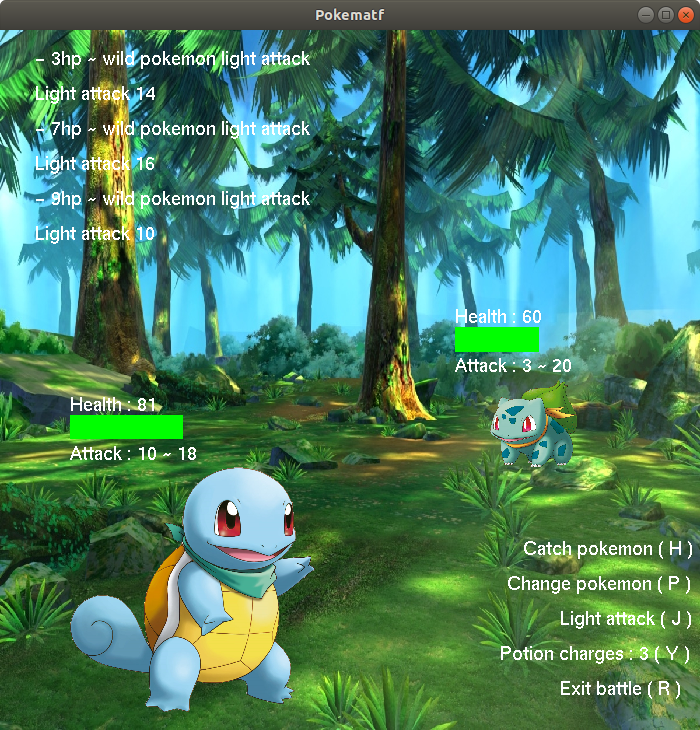 Pokematf
- 3hp ~ wild pokemon light attack
Light attack 14
- 7hp ~ wild pokemon light attack
Light attack 16
- 9hp ~ wild pokemon light attack
Light attack 10
Health : 60
Attack : 3 ~ 20
Health : 81
Attack : 10 ~ 18
Catch pokemon ( H )
Change pokemon ( P )
Light attack ( J )
Potion charges : 3 ( Y )
Exit battle ( R )